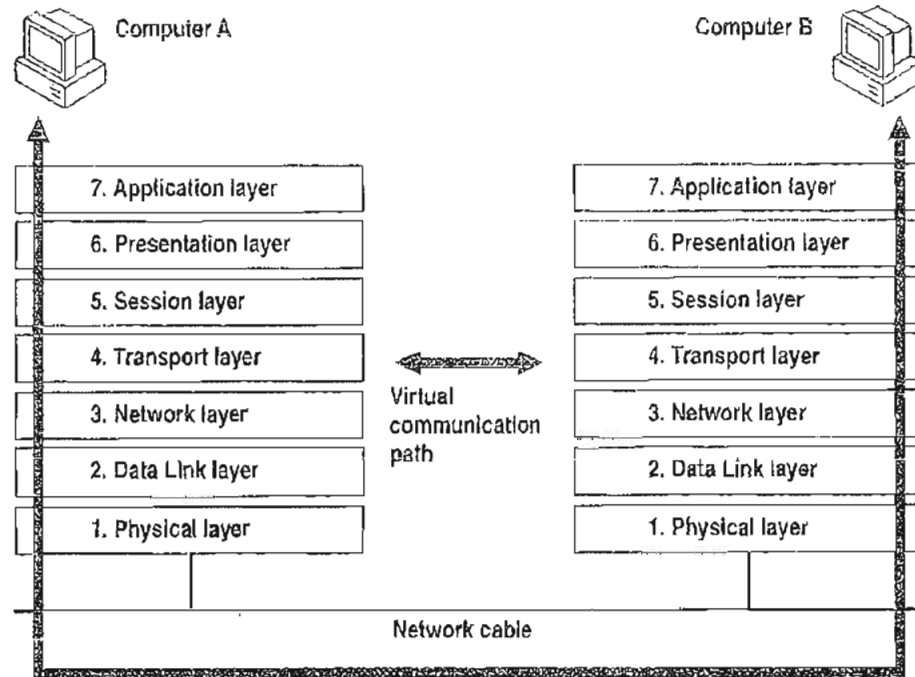 Computer A
Computer B
7. Application layer
6. Presentation layer
5. Session layer
4. Transport layer
3. Network layer
2. Data Link layer
1. Physical layer
Virtual
communication
path
7. Application layer
6. Presentation layer
5. Session layer
4. Transport layer
3. Network layer
2. Data Link layer
1. Physical layer
Network cable